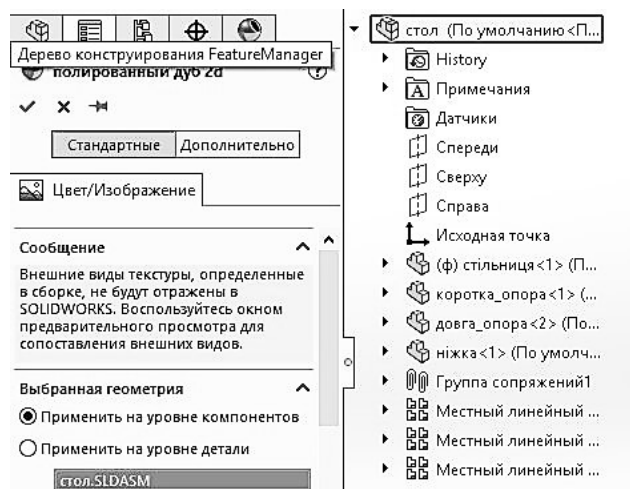 Дерево конструирования FeatureManager
полированный дуб 2d
Стандартные Дополнительно
Цвет/Изображение
Сообщение
Внешние виды текстуры, определенные
в сборке, не будут отражены в
SOLIDWORKS. Воспользуйтесь окном
предварительного просмотра для
сопоставления внешних видов.
Выбранная геометрия
Применить на уровне компонентов
Применить на уровне детали
стол.SLDASM
стол (По умолчанию<П...
History
Примечания
Датчики
Спереди
Сверху
Справа
Исходная точка
(ф) стільниця<1> (П...
коротка_опора<1> (...
довга_опора<2> (По...
ніжка<1> (По умолч...
Группа сопряжений1
Местный линейный ...
Местный линейный ...
Местный линейный ...